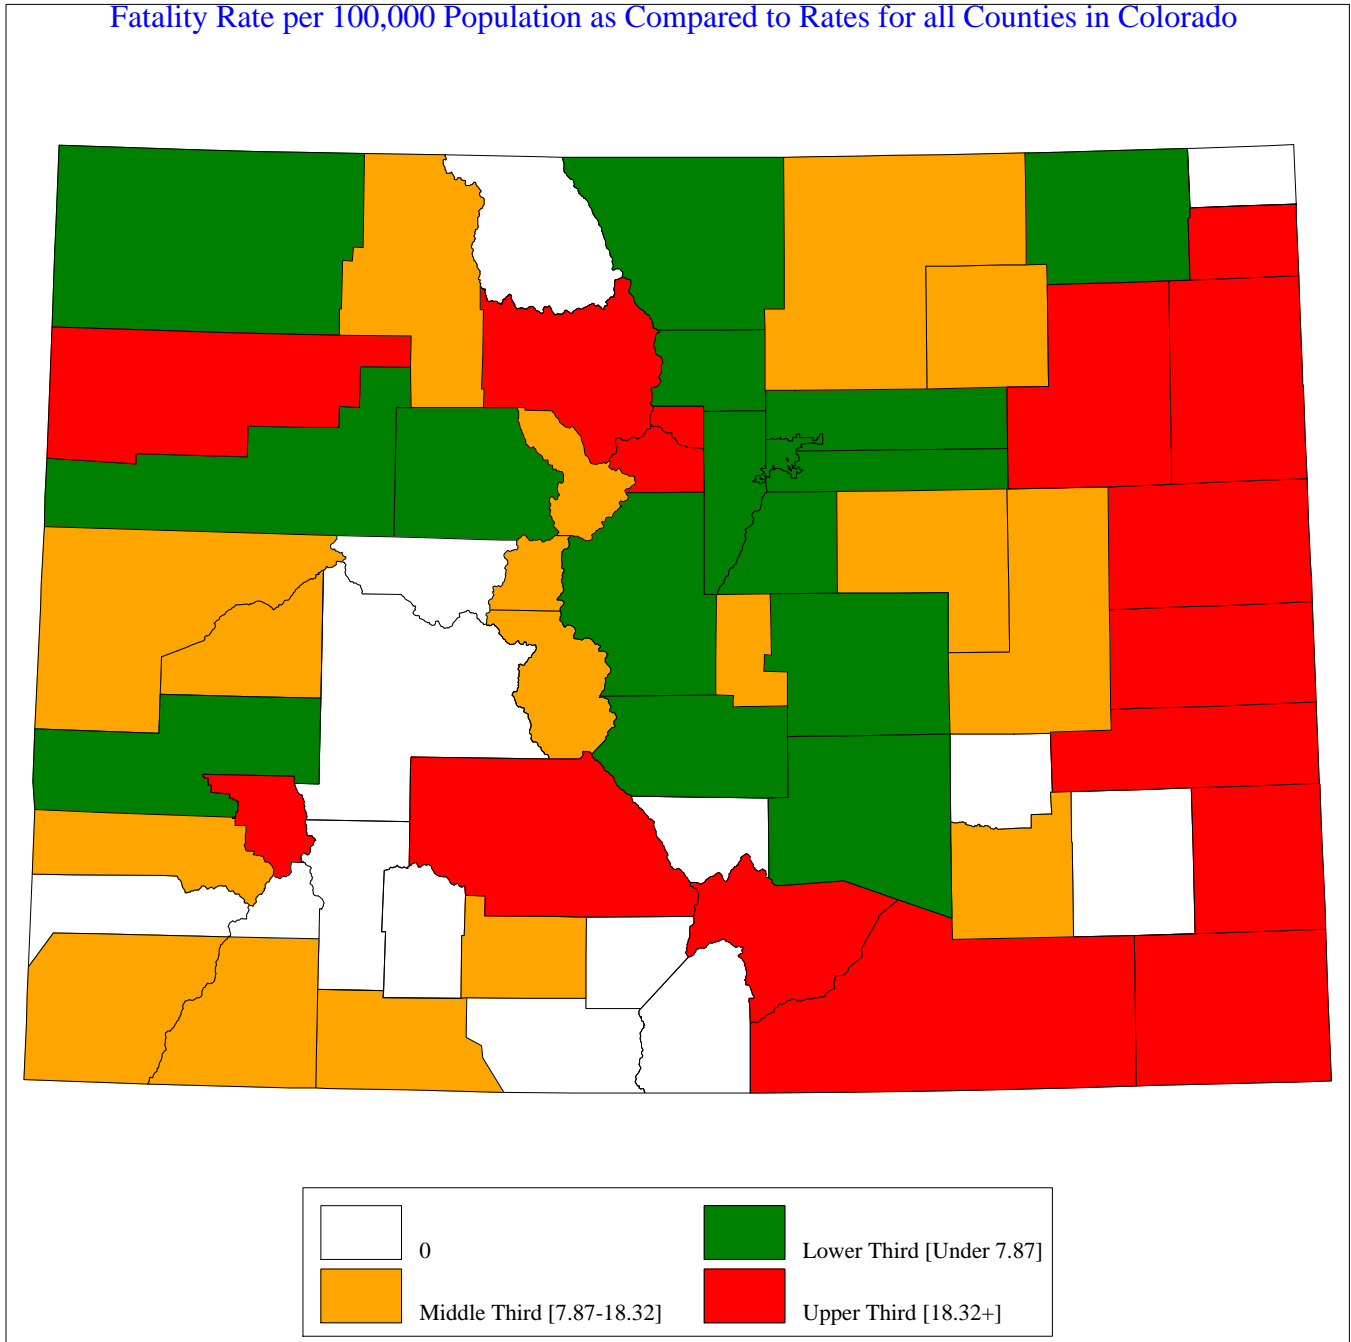 Fatality Rate per 100,000 Population as Compared to Rates for all Counties in Colorado
0
Lower Third [Under 7.87]
Middle Third [7.87-18.32]
Upper Third [18.32+]